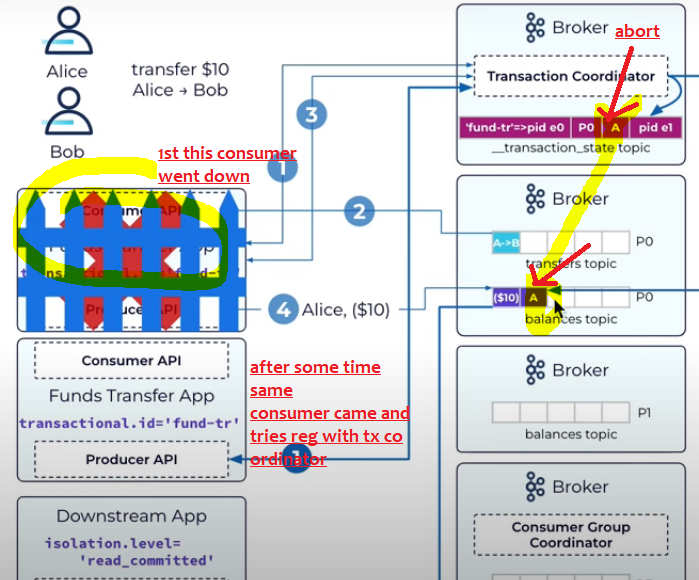 Alice
transfer $10
Alice → Bob
Bob
1st this consumer
went down
Broker
abort
Transaction Coordinator
'fund-tr'=>pid e0 P0 A pid e1
__transaction_state topic
3
1
2
4
Alice, ($10)
Broker
A->B
P0
transfers topic
($10) A
P0
balances topic
Consumer API
Funds Transfer App
transactional.id='fund-tr'
Producer API
after some time
same
consumer came and
tries reg with tx co
ordinator
1
Broker
P1
balances topic
Downstream App
isolation.level=
'read_committed'
Broker
Consumer Group
Coordinator